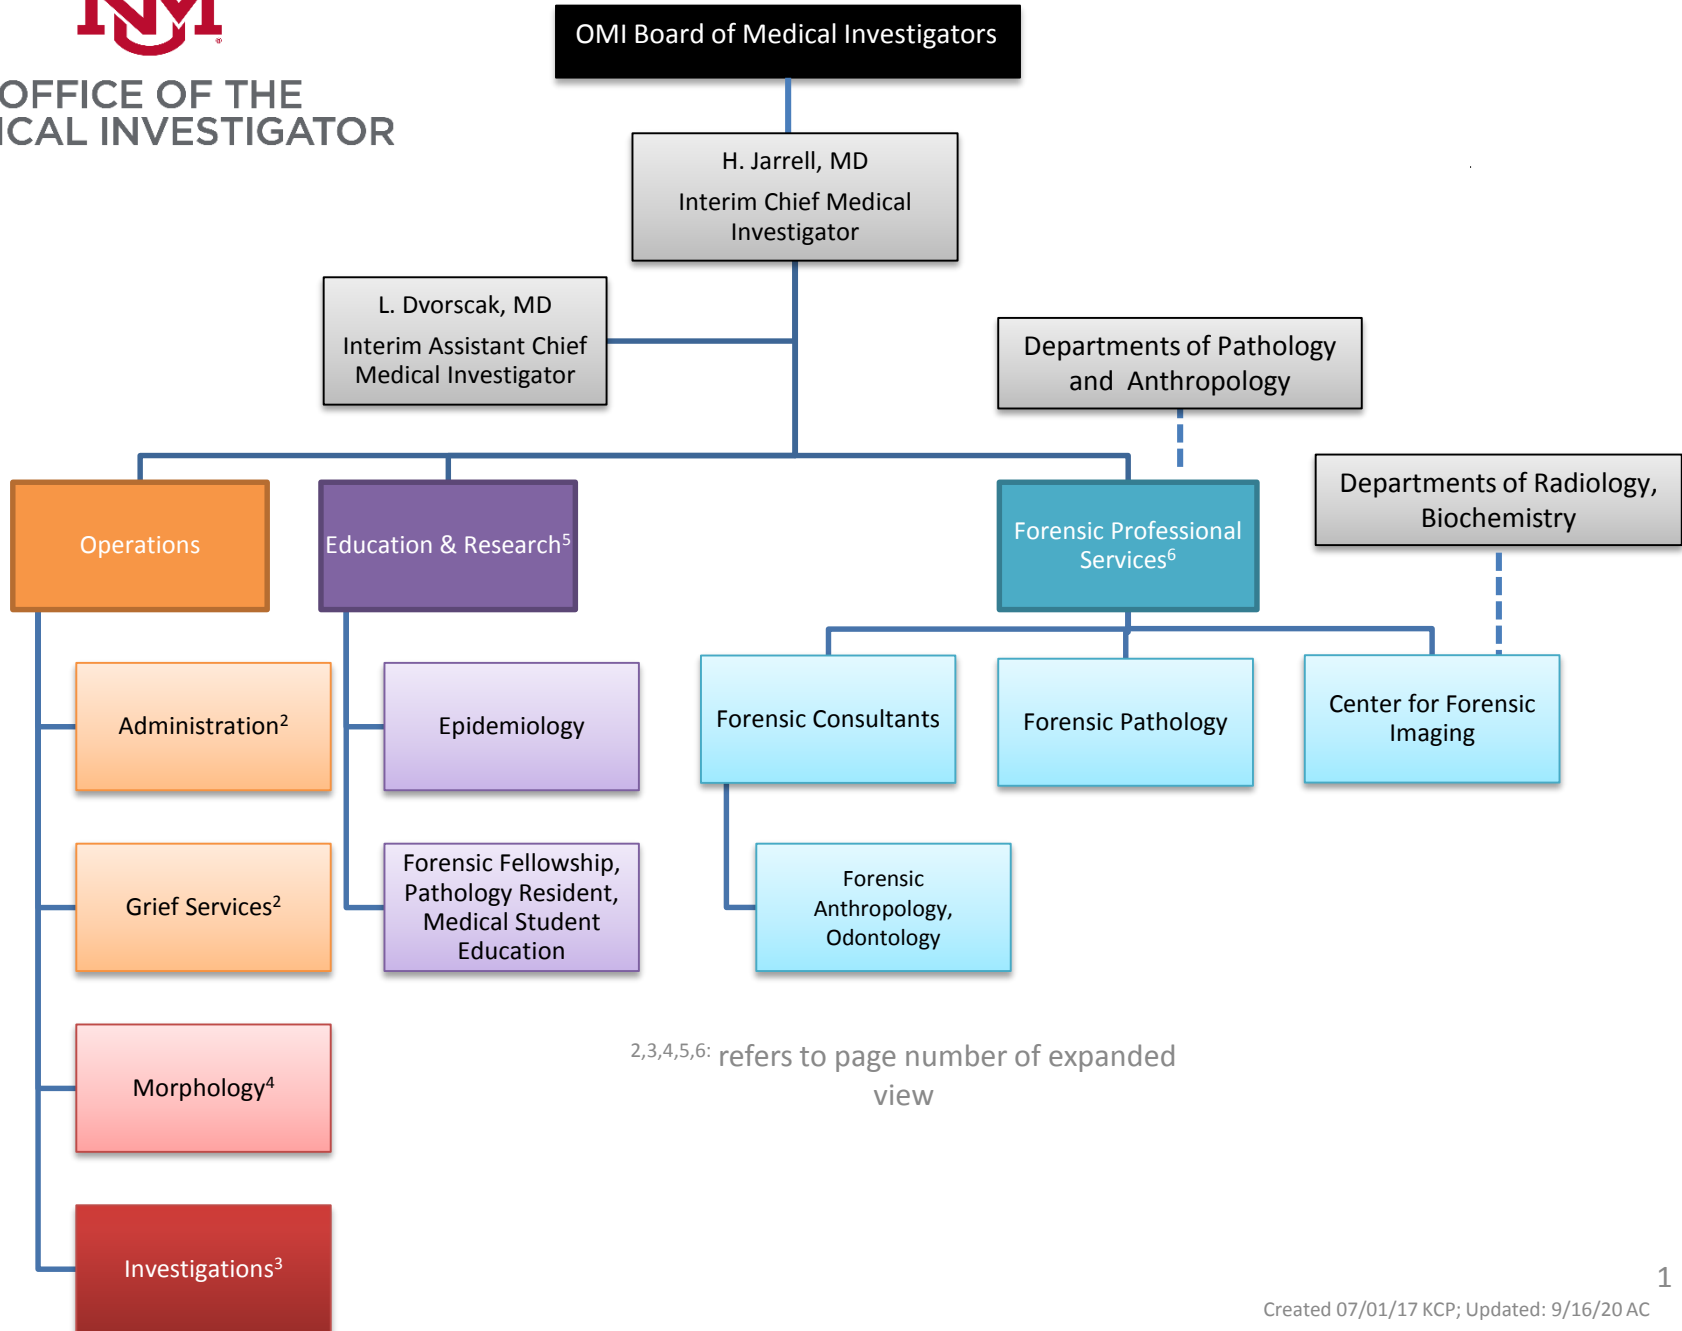 OMI Board of Medical Investigators
OFFICE OF THE
ICAL INVESTIGATOR
H. Jarrell, MD
Interim Chief Medical
Investigator
L. Dvorscak, MD
Interim Assistant Chief
Medical Investigator
Departments of Pathology
and Anthropology
Departments of Radiology,
Biochemistry
Operations
Education & Research⁵
Forensic Professional
Services⁶
Administration²
Epidemiology
Forensic Consultants
Forensic Pathology
Center for Forensic
Imaging
Grief Services²
Forensic Fellowship,
Pathology Resident,
Medical Student
Education
Forensic
Anthropology,
Odontology
Morphology⁴
2,3,4,5,6: refers to page number of expanded
view
Investigations³
1
Created 07/01/17 KCP; Updated: 9/16/20 AC